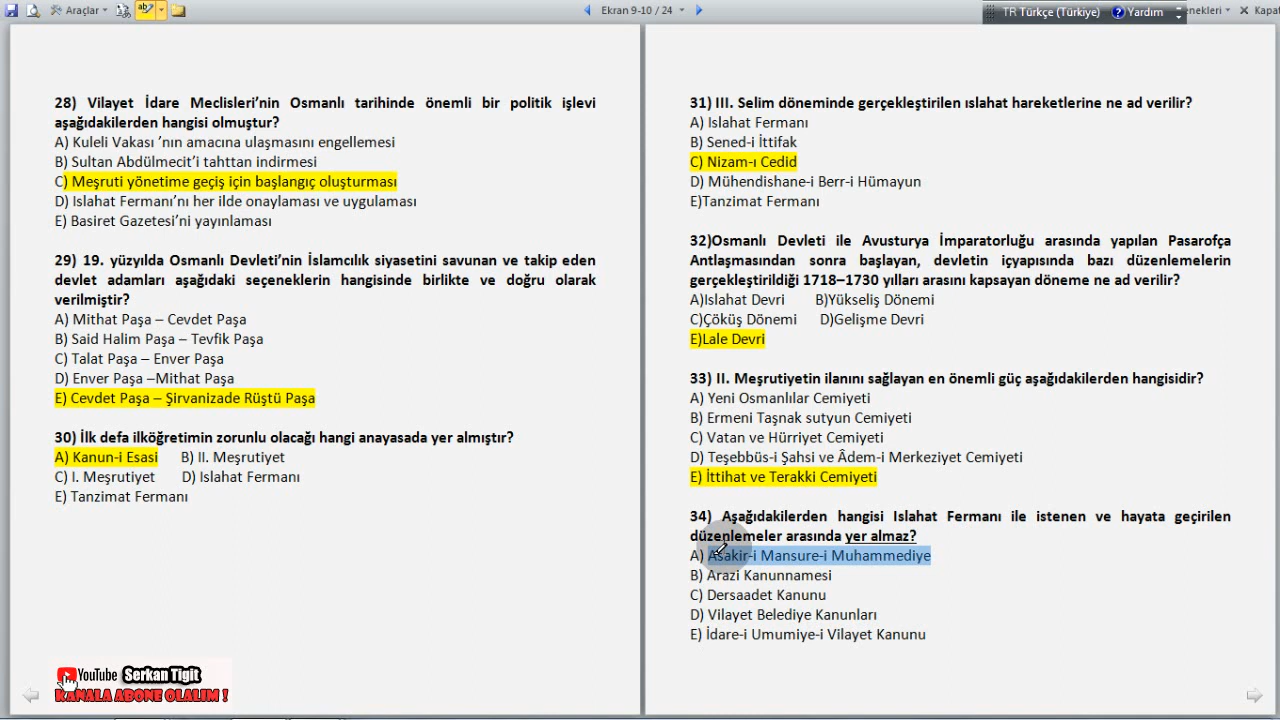 Araçlar
Ekran 9-10 / 24
TR Türkçe (Türkiye)
Yardım
nekleri
Kapat
28) Vilayet İdare Meclisleri'nin Osmanlı tarihinde önemli bir politik işlevi
aşağıdakilerden hangisi olmuştur?
A) Kuleli Vakası 'nın amacına ulaşmasını engellemesi
B) Sultan Abdülmecit'i tahttan indirmesi
C) Meşruti yönetime geçiş için başlangıç oluşturması
D) Islahat Fermanı'nı her ilde onaylaması ve uygulaması
E) Basiret Gazetesi'ni yayınlaması
29) 19. yüzyılda Osmanlı Devleti'nin İslamcılık siyasetini savunan ve takip eden
devlet adamları aşağıdaki seçeneklerin hangisinde birlikte ve doğru olarak
verilmiştir?
A) Mithat Paşa – Cevdet Paşa
B) Said Halim Paşa – Tevfik Paşa
C) Talat Paşa – Enver Paşa
D) Enver Paşa –Mithat Paşa
E) Cevdet Paşa – Şirvanizade Rüştü Paşa
30) İlk defa ilköğretimin zorunlu olacağı hangi anayasada yer almıştır?
A) Kanun-i Esasi B) II. Meşrutiyet
C) I. Meşrutiyet D) Islahat Fermanı
E) Tanzimat Fermanı
YouTube Serkan Tigit
KANALA ABONE OLALIM !
31) III. Selim döneminde gerçekleştirilen ıslahat hareketlerine ne ad verilir?
A) Islahat Fermanı
B) Sened-i İttifak
C) Nizam-ı Cedid
D) Mühendishane-i Berr-i Hümayun
E)Tanzimat Fermanı
32)Osmanlı Devleti ile Avusturya İmparatorluğu arasında yapılan Pasarofça
Antlaşmasından sonra başlayan, devletin içyapısında bazı düzenlemelerin
gerçekleştirildiği 1718–1730 yılları arasını kapsayan döneme ne ad verilir?
A)Islahat Devri B)Yükseliş Dönemi
C)Çöküş Dönemi D)Gelişme Devri
E)Lale Devri
33) II. Meşrutiyetin ilanını sağlayan en önemli güç aşağıdakilerden hangisidir?
A) Yeni Osmanlılar Cemiyeti
B) Ermeni Taşnak sutyun Cemiyeti
C) Vatan ve Hürriyet Cemiyeti
D) Teşebbüs-i Şahsi ve Âdem-i Merkeziyet Cemiyeti
E) İttihat ve Terakki Cemiyeti
34) Aşağıdakilerden hangisi Islahat Fermanı ile istenen ve hayata geçirilen
düzenlemeler arasında yer almaz?
A) Asakir-i Mansure-i Muhammediye
B) Arazi Kanunnamesi
C) Dersaadet Kanunu
D) Vilayet Belediye Kanunları
E) İdare-i Umumiye-i Vilayet Kanunu